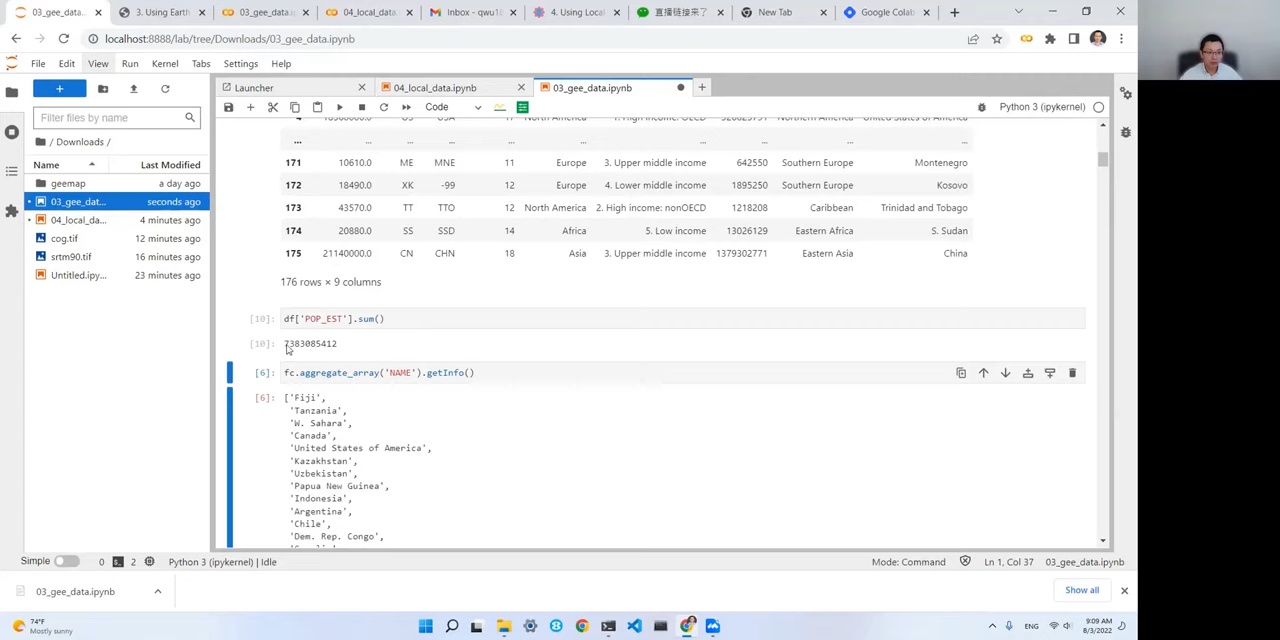 03_gee_data.
3. Using Earth
03_gee_data.ip
04_local_data.i
Inbox - qwu18
4. Using Local
直播链接来了
New Tab
Google Colab
localhost:8888/lab/tree/Downloads/03_gee_data.ipynb
File Edit View Run Kernel Tabs Settings Help
Launcher
04_local_data.ipynb
03_gee_data.ipynb
Code
Python 3 (ipykernel)
Filter files by name
/ Downloads /
Name Last Modified
geemap a day ago
03_gee_dat... seconds ago
04_local_da... 4 minutes ago
cog.tif 12 minutes ago
srtm90.tif 16 minutes ago
Untitled.ipy... 23 minutes ago
... ... ... ... ... ... ... ... ...
171 10610.0 ME MNE 11 Europe 3. Upper middle income 642550 Southern Europe Montenegro
172 18490.0 XK -99 12 Europe 4. Lower middle income 1895250 Southern Europe Kosovo
173 43570.0 TT TTO 12 North America 2. High income: nonOECD 1218208 Caribbean Trinidad and Tobago
174 20880.0 SS SSD 14 Africa 5. Low income 13026129 Eastern Africa S. Sudan
175 21140000.0 CN CHN 18 Asia 3. Upper middle income 1379302771 Eastern Asia China
176 rows × 9 columns
[10]: df['POP_EST'].sum()
[10]: 7383085412
[6]: fc.aggregate_array('NAME').getInfo()
[6]: ['Fiji',
'Tanzania',
'W. Sahara',
'Canada',
'United States of America',
'Kazakhstan',
'Uzbekistan',
'Papua New Guinea',
'Indonesia',
'Argentina',
'Chile',
'Dem. Rep. Congo',
Simple 0 2 Python 3 (ipykernel) | Idle
Mode: Command Ln 1, Col 37 03_gee_data.ipynb
03_gee_data.ipynb
Show all
74°F
Mostly sunny
ENG
9:09 AM
8/3/2022